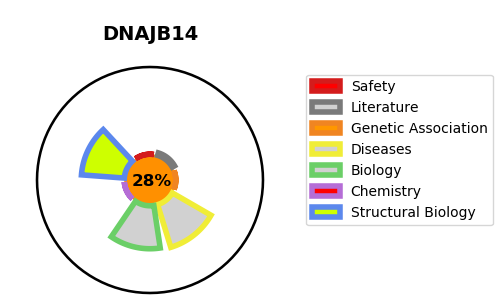 DNAJB14
28%
Safety
Literature
Genetic Association
Diseases
Biology
Chemistry
Structural Biology